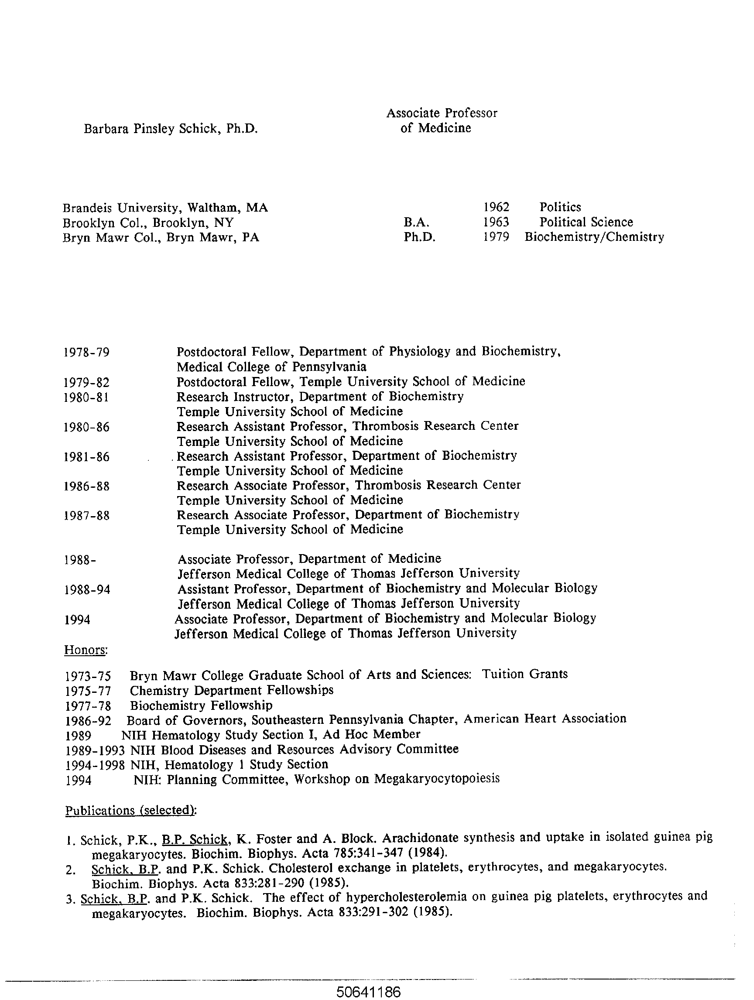 Associate Professor
Barbara Pinsley Schick, Ph.D. of Medicine
Brandeis University, Waltham, MA 1962 Politics
Brooklyn Col., Brooklyn, NY B.A. 1963 Political Science
Bryn Mawr Col., Bryn Mawr, PA Ph.D. 1979 Biochemistry/Chemistry
1978-79 Postdoctoral Fellow, Department of Physiology and Biochemistry,
Medical College of Pennsylvania
1979-82 Postdoctoral Fellow, Temple University School of Medicine
1980-81 Research Instructor, Department of Biochemistry
Temple University School of Medicine
1980-86 Research Assistant Professor, Thrombosis Research Center
Temple University School of Medicine
1981-86 Research Assistant Professor, Department of Biochemistry
Temple University School of Medicine
1986-88 Research Associate Professor, Thrombosis Research Center
Temple University School of Medicine
1987-88 Research Associate Professor, Department of Biochemistry
Temple University School of Medicine
1988- Associate Professor, Department of Medicine
Jefferson Medical College of Thomas Jefferson University
1988-94 Assistant Professor, Department of Biochemistry and Molecular Biology
Jefferson Medical College of Thomas Jefferson University
1994 Associate Professor, Department of Biochemistry and Molecular Biology
Jefferson Medical College of Thomas Jefferson University
Honors:
1973-75 Bryn Mawr College Graduate School of Arts and Sciences: Tuition Grants
1975-77 Chemistry Department Fellowships
1977-78 Biochemistry Fellowship
1986-92 Board of Governors, Southeastern Pennsylvania Chapter, American Heart Association
1989 NIH Hematology Study Section I, Ad Hoc Member
1989-1993 NIH Blood Diseases and Resources Advisory Committee
1994-1998 NIH, Hematology 1 Study Section
1994 NIH: Planning Committee, Workshop on Megakaryocytopoiesis
Publications (selected):
1. Schick, P.K., B.P. Schick, K. Foster and A. Block. Arachidonate synthesis and uptake in isolated guinea pig
megakaryocytes. Biochim. Biophys. Acta 785:341-347 (1984).
2. Schick, B.P. and P.K. Schick. Cholesterol exchange in platelets, erythrocytes, and megakaryocytes.
Biochim. Biophys. Acta 833:281-290 (1985).
3. Schick, B.P. and P.K. Schick. The effect of hypercholesterolemia on guinea pig platelets, erythrocytes and
megakaryocytes. Biochim. Biophys. Acta 833:291-302 (1985).
50641186